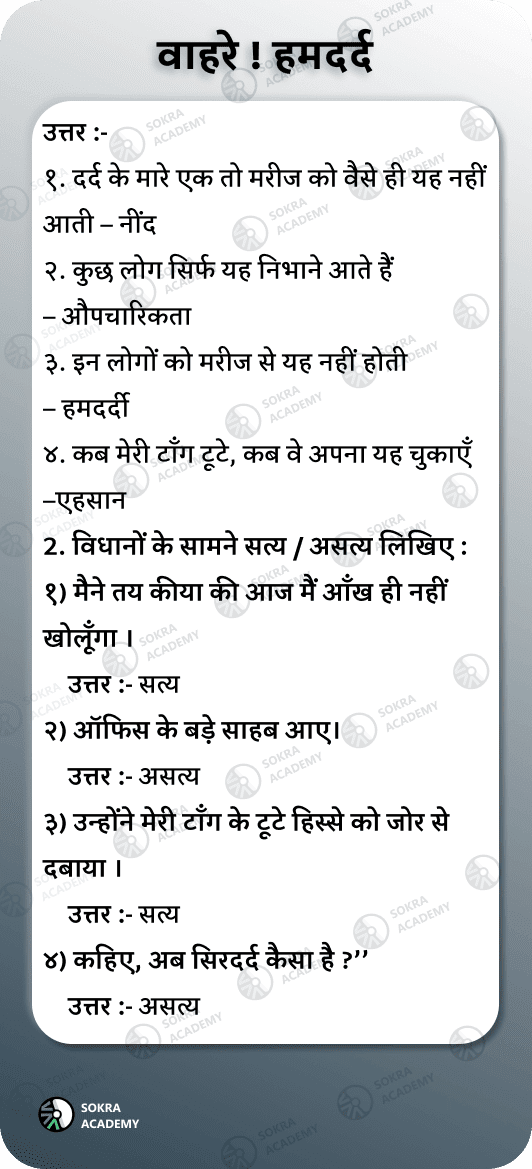 वाहरे ! हमदर्द
उत्तर :-
१. दर्द के मारे एक तो मरीज को वैसे ही यह नहीं
आती – नींद
२. कुछ लोग सिर्फ यह निभाने आते हैं
– औपचारिकता
३. इन लोगों को मरीज से यह नहीं होती
– हमदर्दी
४. कब मेरी टाँग टूटे, कब वे अपना यह चुकाएँ
–एहसान
2. विधानों के सामने सत्य / असत्य लिखिए :
१) मैने तय कीया की आज मैं आँख ही नहीं
खोलूँगा ।
उत्तर :- सत्य
२) ऑफिस के बड़े साहब आए।
उत्तर :- असत्य
३) उन्होंने मेरी टाँग के टूटे हिस्से को जोर से
दबाया ।
उत्तर :- सत्य
४) कहिए, अब सिरदर्द कैसा है ?’’
उत्तर :- असत्य
SOKRA
ACADEMY